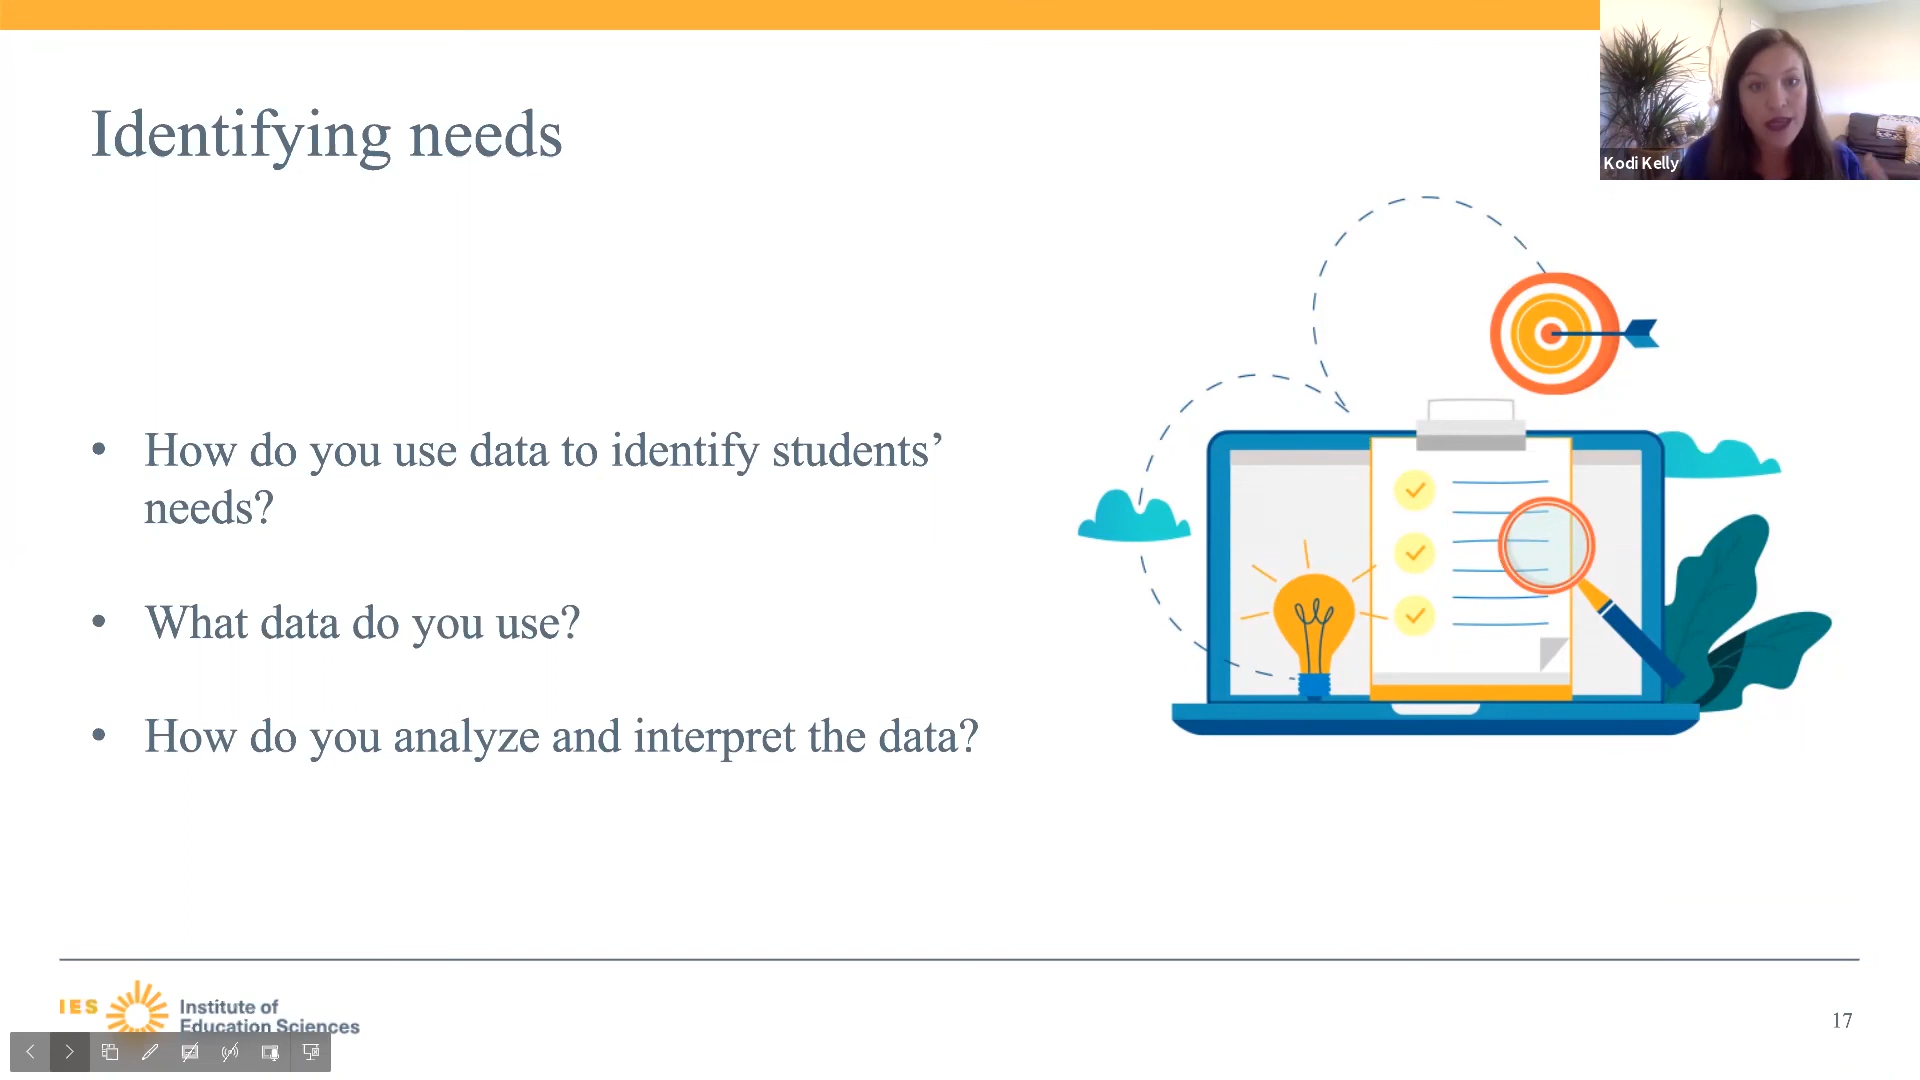 Identifying needs
Kodi Kelly
• How do you use data to identify students’
needs?
• What data do you use?
• How do you analyze and interpret the data?
IES
Institute of
Education Sciences
17